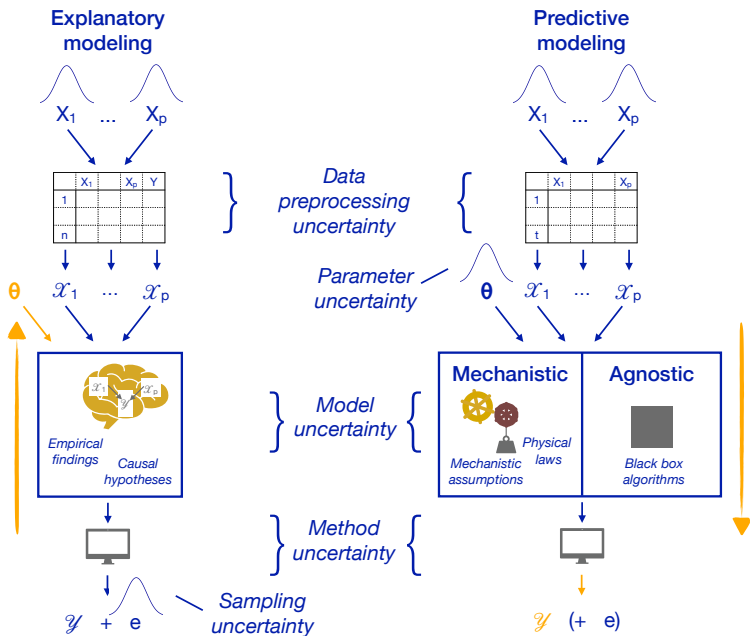 Explanatory
modeling
Predictive
modeling
X1 ... Xp
X1 ... Xp
X1 Xp Y
1
n
Data
preprocessing
uncertainty
X1 Xp
1
t
Parameter
uncertainty
θ 𝒳1 ... 𝒳p
θ 𝒳1 ... 𝒳p
𝒳1 𝒳p
𝒴
Empirical
findings
Causal
hypotheses
Model
uncertainty
Mechanistic
Agnostic
Physical
laws
Mechanistic
assumptions
Black box
algorithms
Method
uncertainty
Sampling
uncertainty
𝒴 + e
𝒴 (+ e)